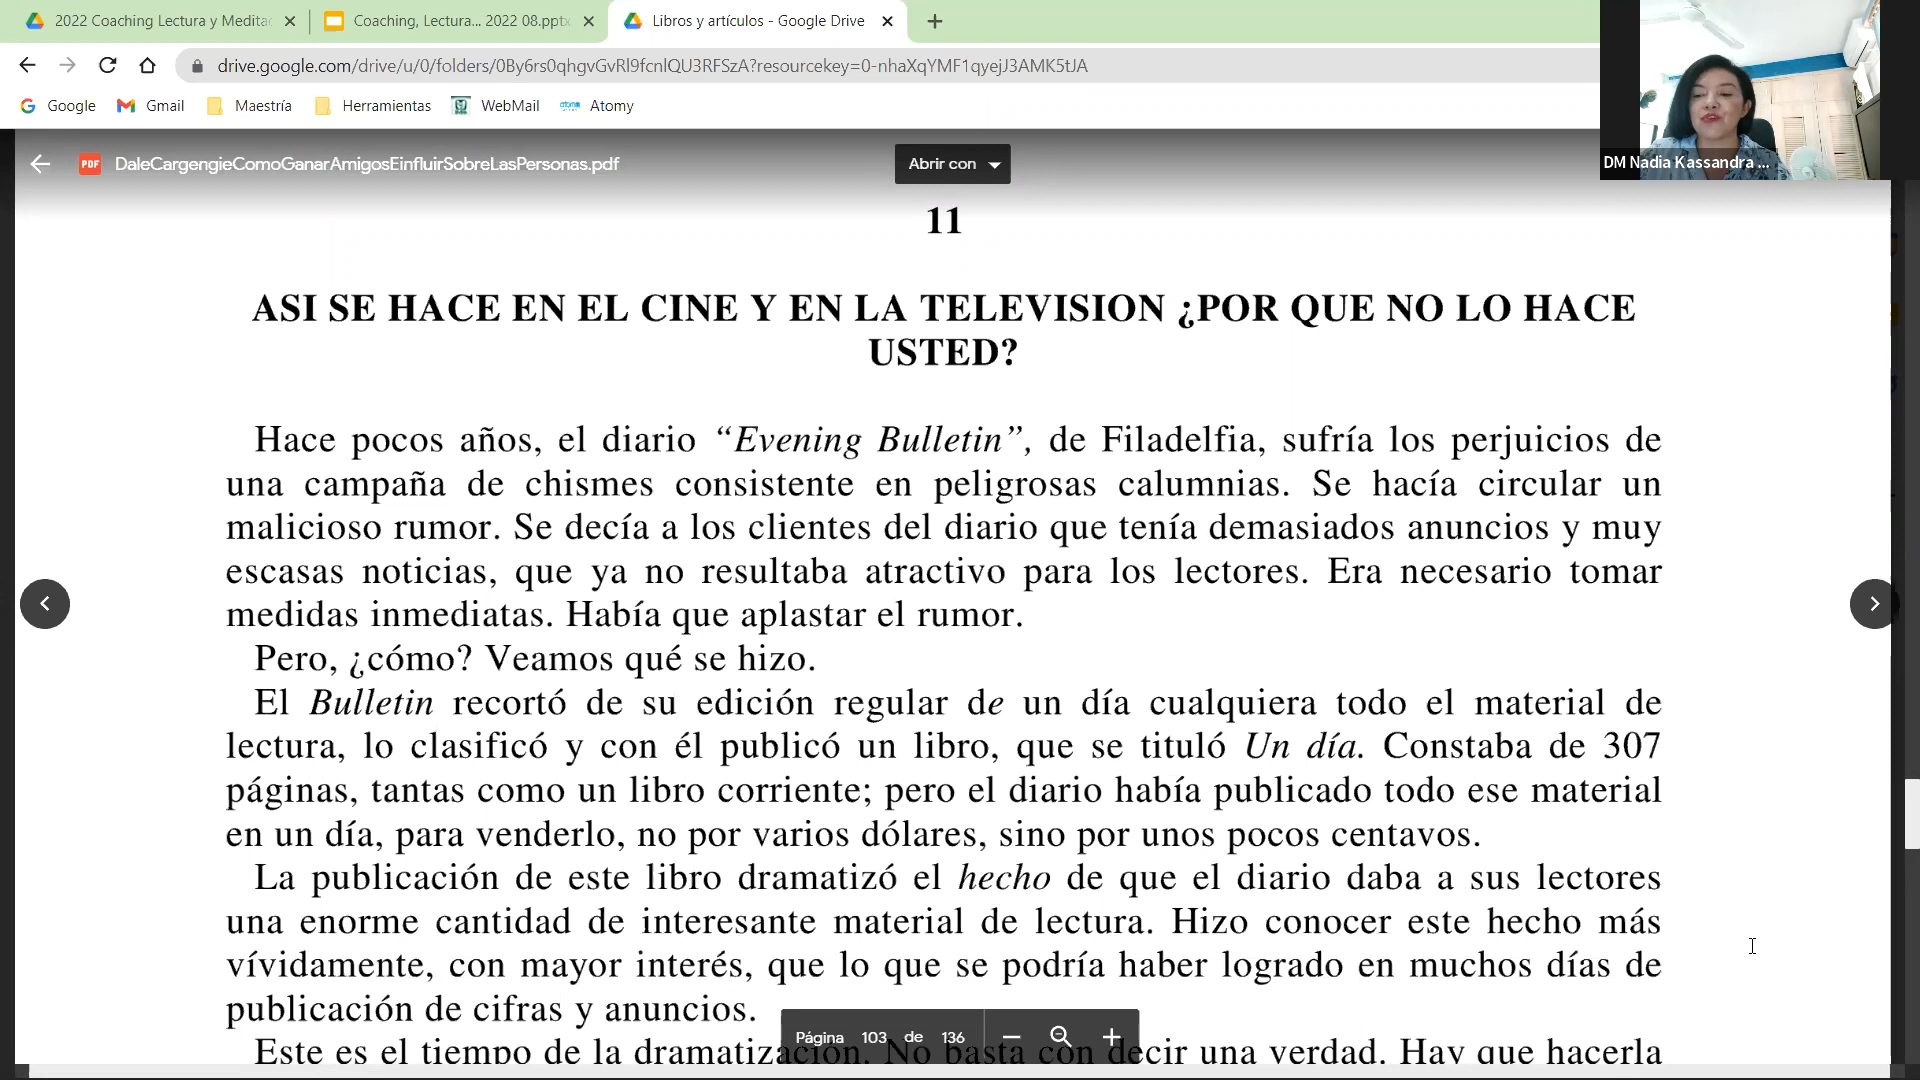 2022 Coaching Lectura y Medita
Coaching, Lectura... 2022 08.pptx
Libros y artículos - Google Drive
drive.google.com/drive/u/0/folders/0By6rs0qhgvGvRl9fcnlQU3RFSzA?resourcekey=0-nhaXqYMF1qyejJ3AMK5tJA
Google Gmail Maestría Herramientas WebMail Atomy
DM Nadia Kassandra ...
PDF DaleCargengieComoGanarAmigosEinfluirSobreLasPersonas.pdf
Abrir con
11
ASI SE HACE EN EL CINE Y EN LA TELEVISION ¿POR QUE NO LO HACE
USTED?
Hace pocos años, el diario “Evening Bulletin”, de Filadelfia, sufría los perjuicios de
una campaña de chismes consistente en peligrosas calumnias. Se hacía circular un
malicioso rumor. Se decía a los clientes del diario que tenía demasiados anuncios y muy
escasas noticias, que ya no resultaba atractivo para los lectores. Era necesario tomar
medidas inmediatas. Había que aplastar el rumor.
Pero, ¿cómo? Veamos qué se hizo.
El Bulletin recortó de su edición regular de un día cualquiera todo el material de
lectura, lo clasificó y con él publicó un libro, que se tituló Un día. Constaba de 307
páginas, tantas como un libro corriente; pero el diario había publicado todo ese material
en un día, para venderlo, no por varios dólares, sino por unos pocos centavos.
La publicación de este libro dramatizó el hecho de que el diario daba a sus lectores
una enorme cantidad de interesante material de lectura. Hizo conocer este hecho más
vívidamente, con mayor interés, que lo que se podría haber logrado en muchos días de
publicación de cifras y anuncios.
Este es el tiempo de la dramatización. No basta con decir una verdad. Hay que hacerla
Página 103 de 136